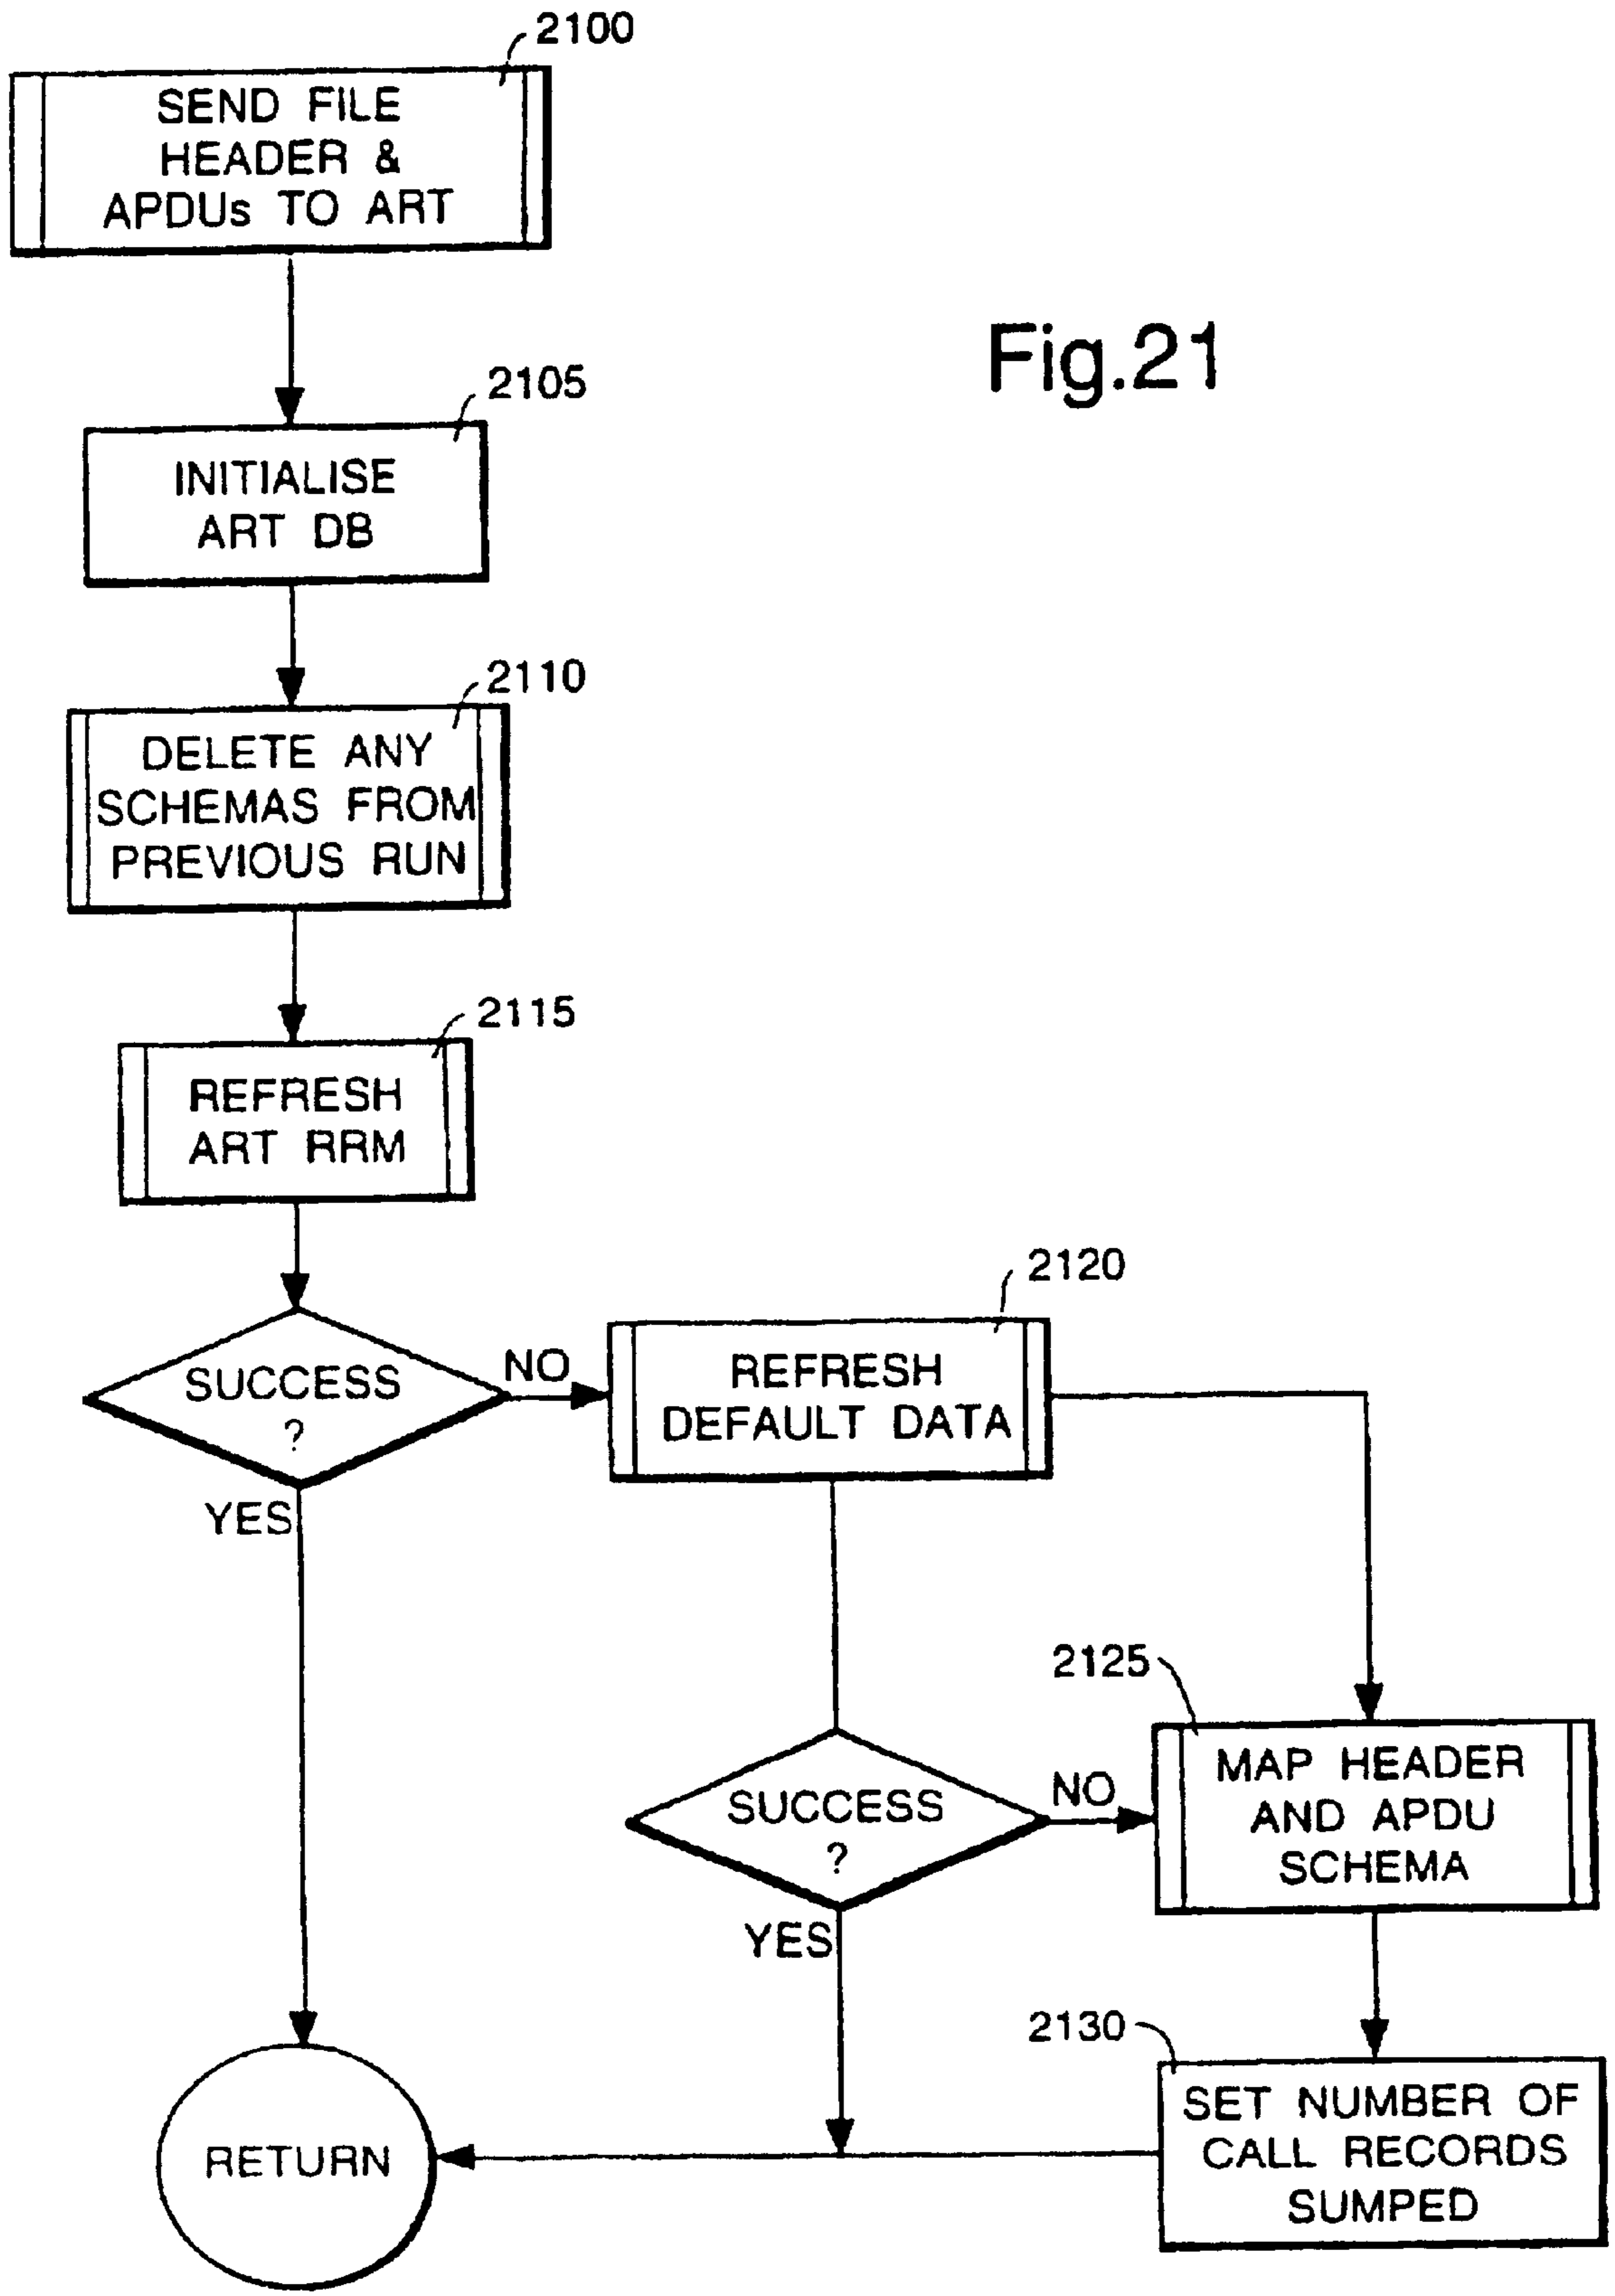 2100
SEND FILE
HEADER &
APDUs TO ART
Fig.21
2105
INITIALISE
ART DB
2110
DELETE ANY
SCHEMAS FROM
PREVIOUS RUN
2115
REFRESH
ART RRM
SUCCESS
?
NO
YES
2120
REFRESH
DEFAULT DATA
SUCCESS
?
NO
YES
2125
MAP HEADER
AND APDU
SCHEMA
2130
SET NUMBER OF
CALL RECORDS
SUMPED
RETURN